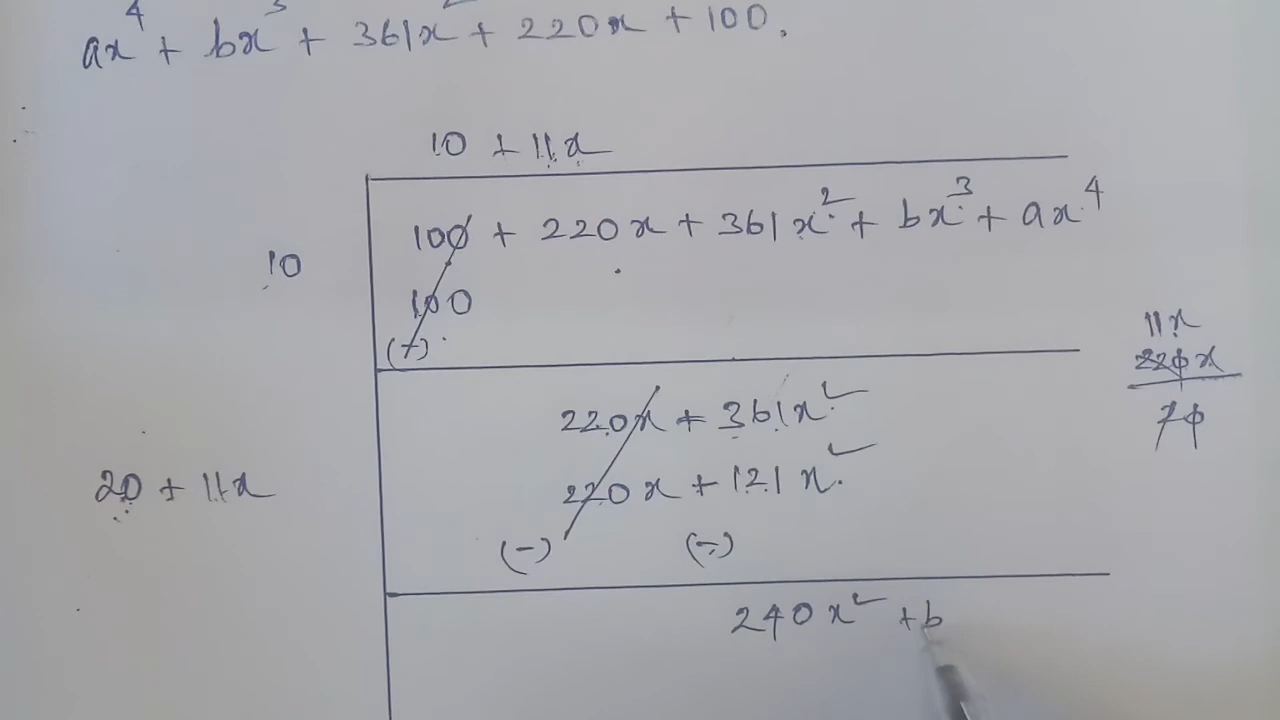 ax⁴ + bx³ + 361x² + 220x + 100.
10 + 11x
100 + 220x + 361x² + bx³ + ax⁴
10
100
(-)
11x
220x
220x + 361x²
20 + 11x
220x + 121x²
(-) (-)
240x² + b